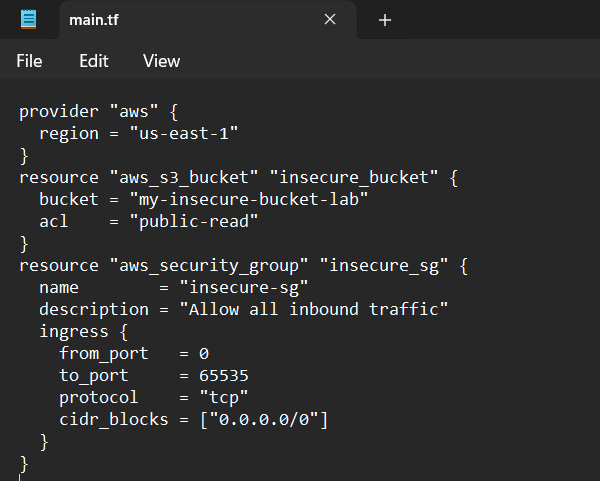 main.tf
File Edit View
provider "aws" {
  region = "us-east-1"
}
resource "aws_s3_bucket" "insecure_bucket" {
  bucket = "my-insecure-bucket-lab"
  acl    = "public-read"
}
resource "aws_security_group" "insecure_sg" {
  name        = "insecure-sg"
  description = "Allow all inbound traffic"
  ingress {
    from_port   = 0
    to_port     = 65535
    protocol    = "tcp"
    cidr_blocks = ["0.0.0.0/0"]
  }
}